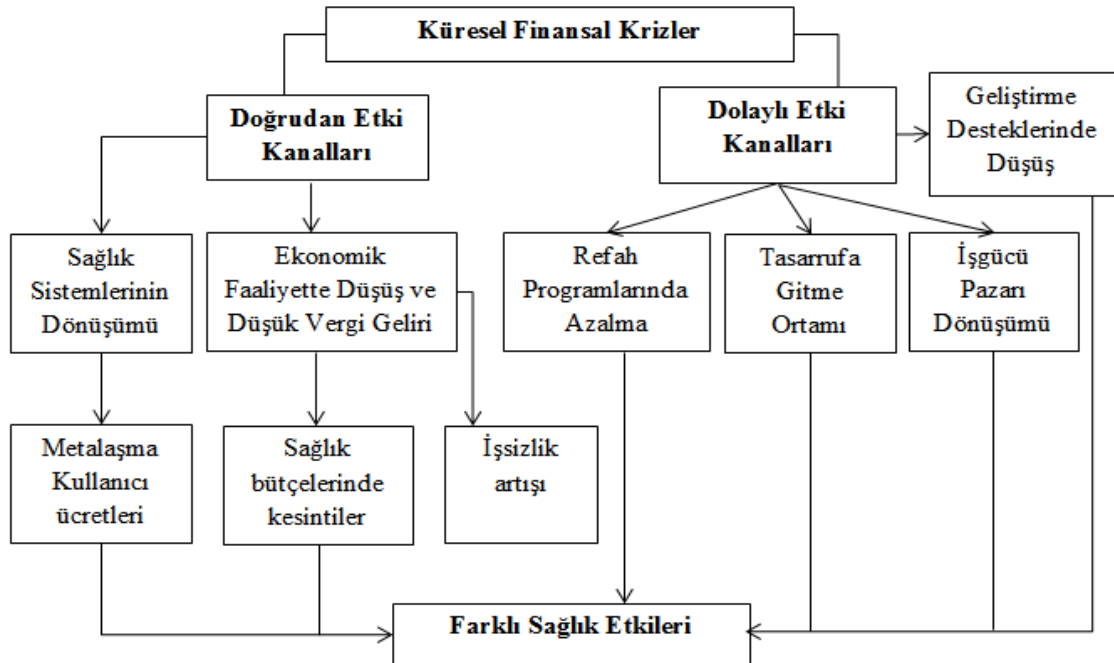 Küresel Finansal Krizler
Doğrudan Etki
Kanalları
Dolaylı Etki
Kanalları
Geliştirme
Desteklerinde
Düşüş
Sağlık
Sistemlerinin
Dönüşümü
Ekonomik
Faaliyette Düşüş ve
Düşük Vergi Geliri
Refah
Programlarında
Azalma
Tasarrufa
Gitme
Ortamı
İşgücü
Pazarı
Dönüşümü
Metalaşma
Kullanıcı
ücretleri
Sağlık
bütçelerinde
kesintiler
İşsizlik
artışı
Farklı Sağlık Etkileri